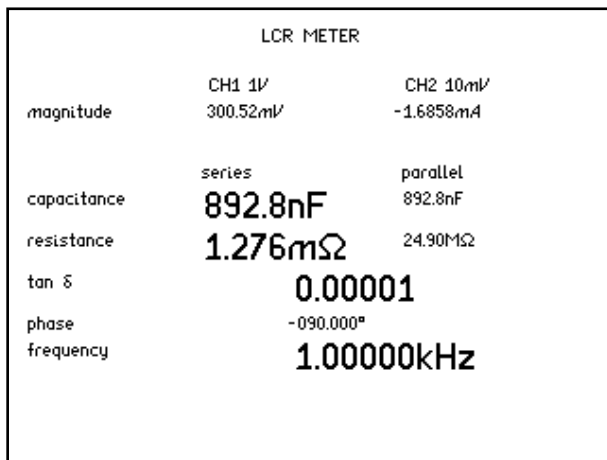 LCR METER
CH1 1V CH2 10mV
magnitude 300.52mV -1.6858mA
series parallel
capacitance 892.8nF 892.8nF
resistance 1.276mΩ 24.90MΩ
tan δ 0.00001
phase -090.000°
frequency 1.00000kHz